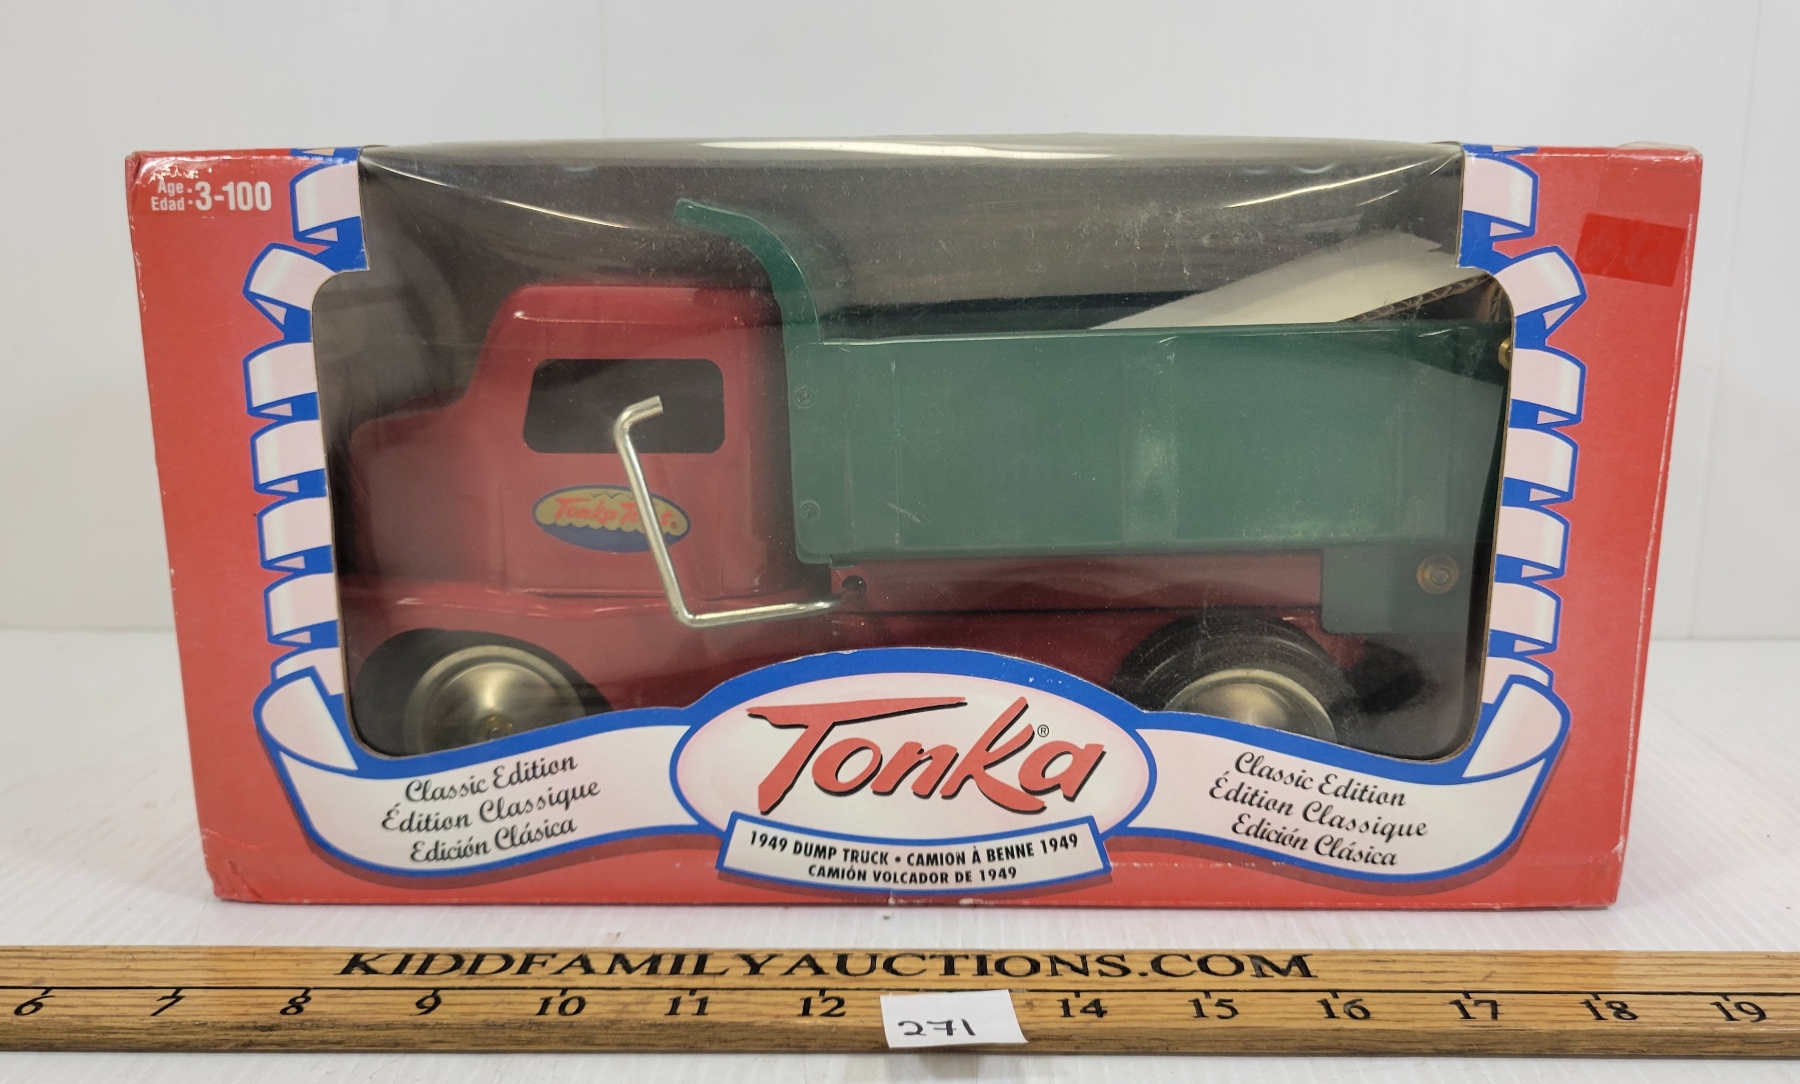 Age · 3-100
Edad ·
Tonka Toys
Classic Edition
Édition Classique
Edición Clásica
Tonka®
1949 DUMP TRUCK • CAMION À BENNE 1949
CAMIÓN VOLCADOR DE 1949
Classic Edition
Édition Classique
Edición Clásica
KIDDFAMILYAUCTIONS.COM
6 7 8 9 10 11 12 14 15 16 17 18 19
271